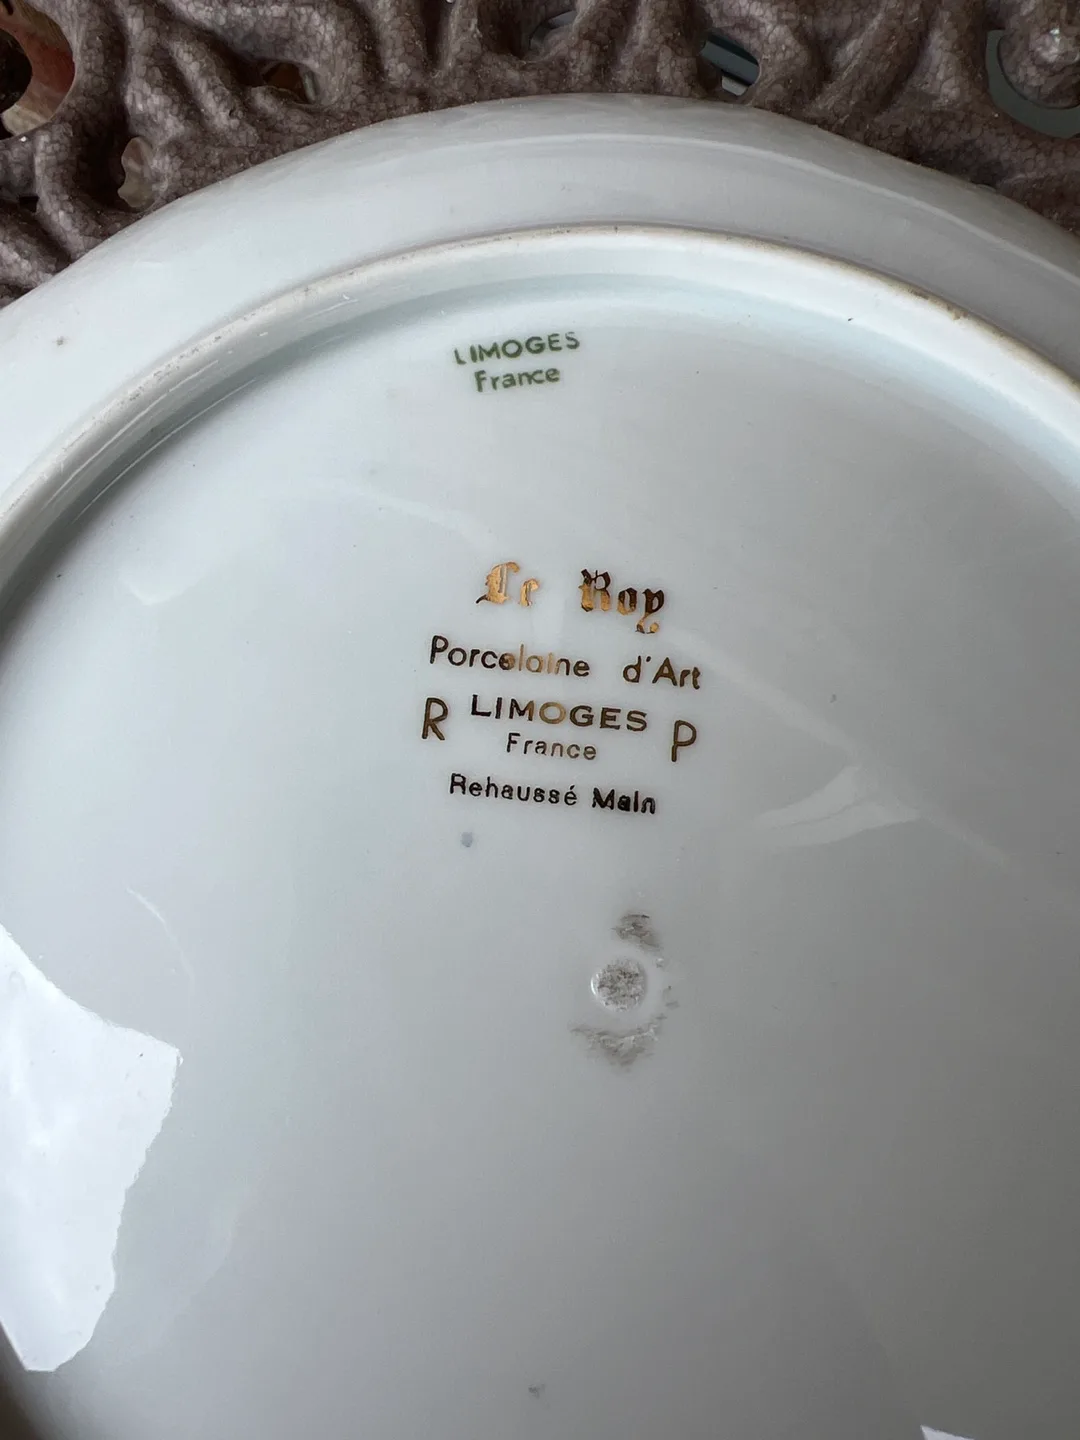 LIMOGES
France
Le Roy
Porcelaine d'Art
R LIMOGES P
France
Rehaussé Main